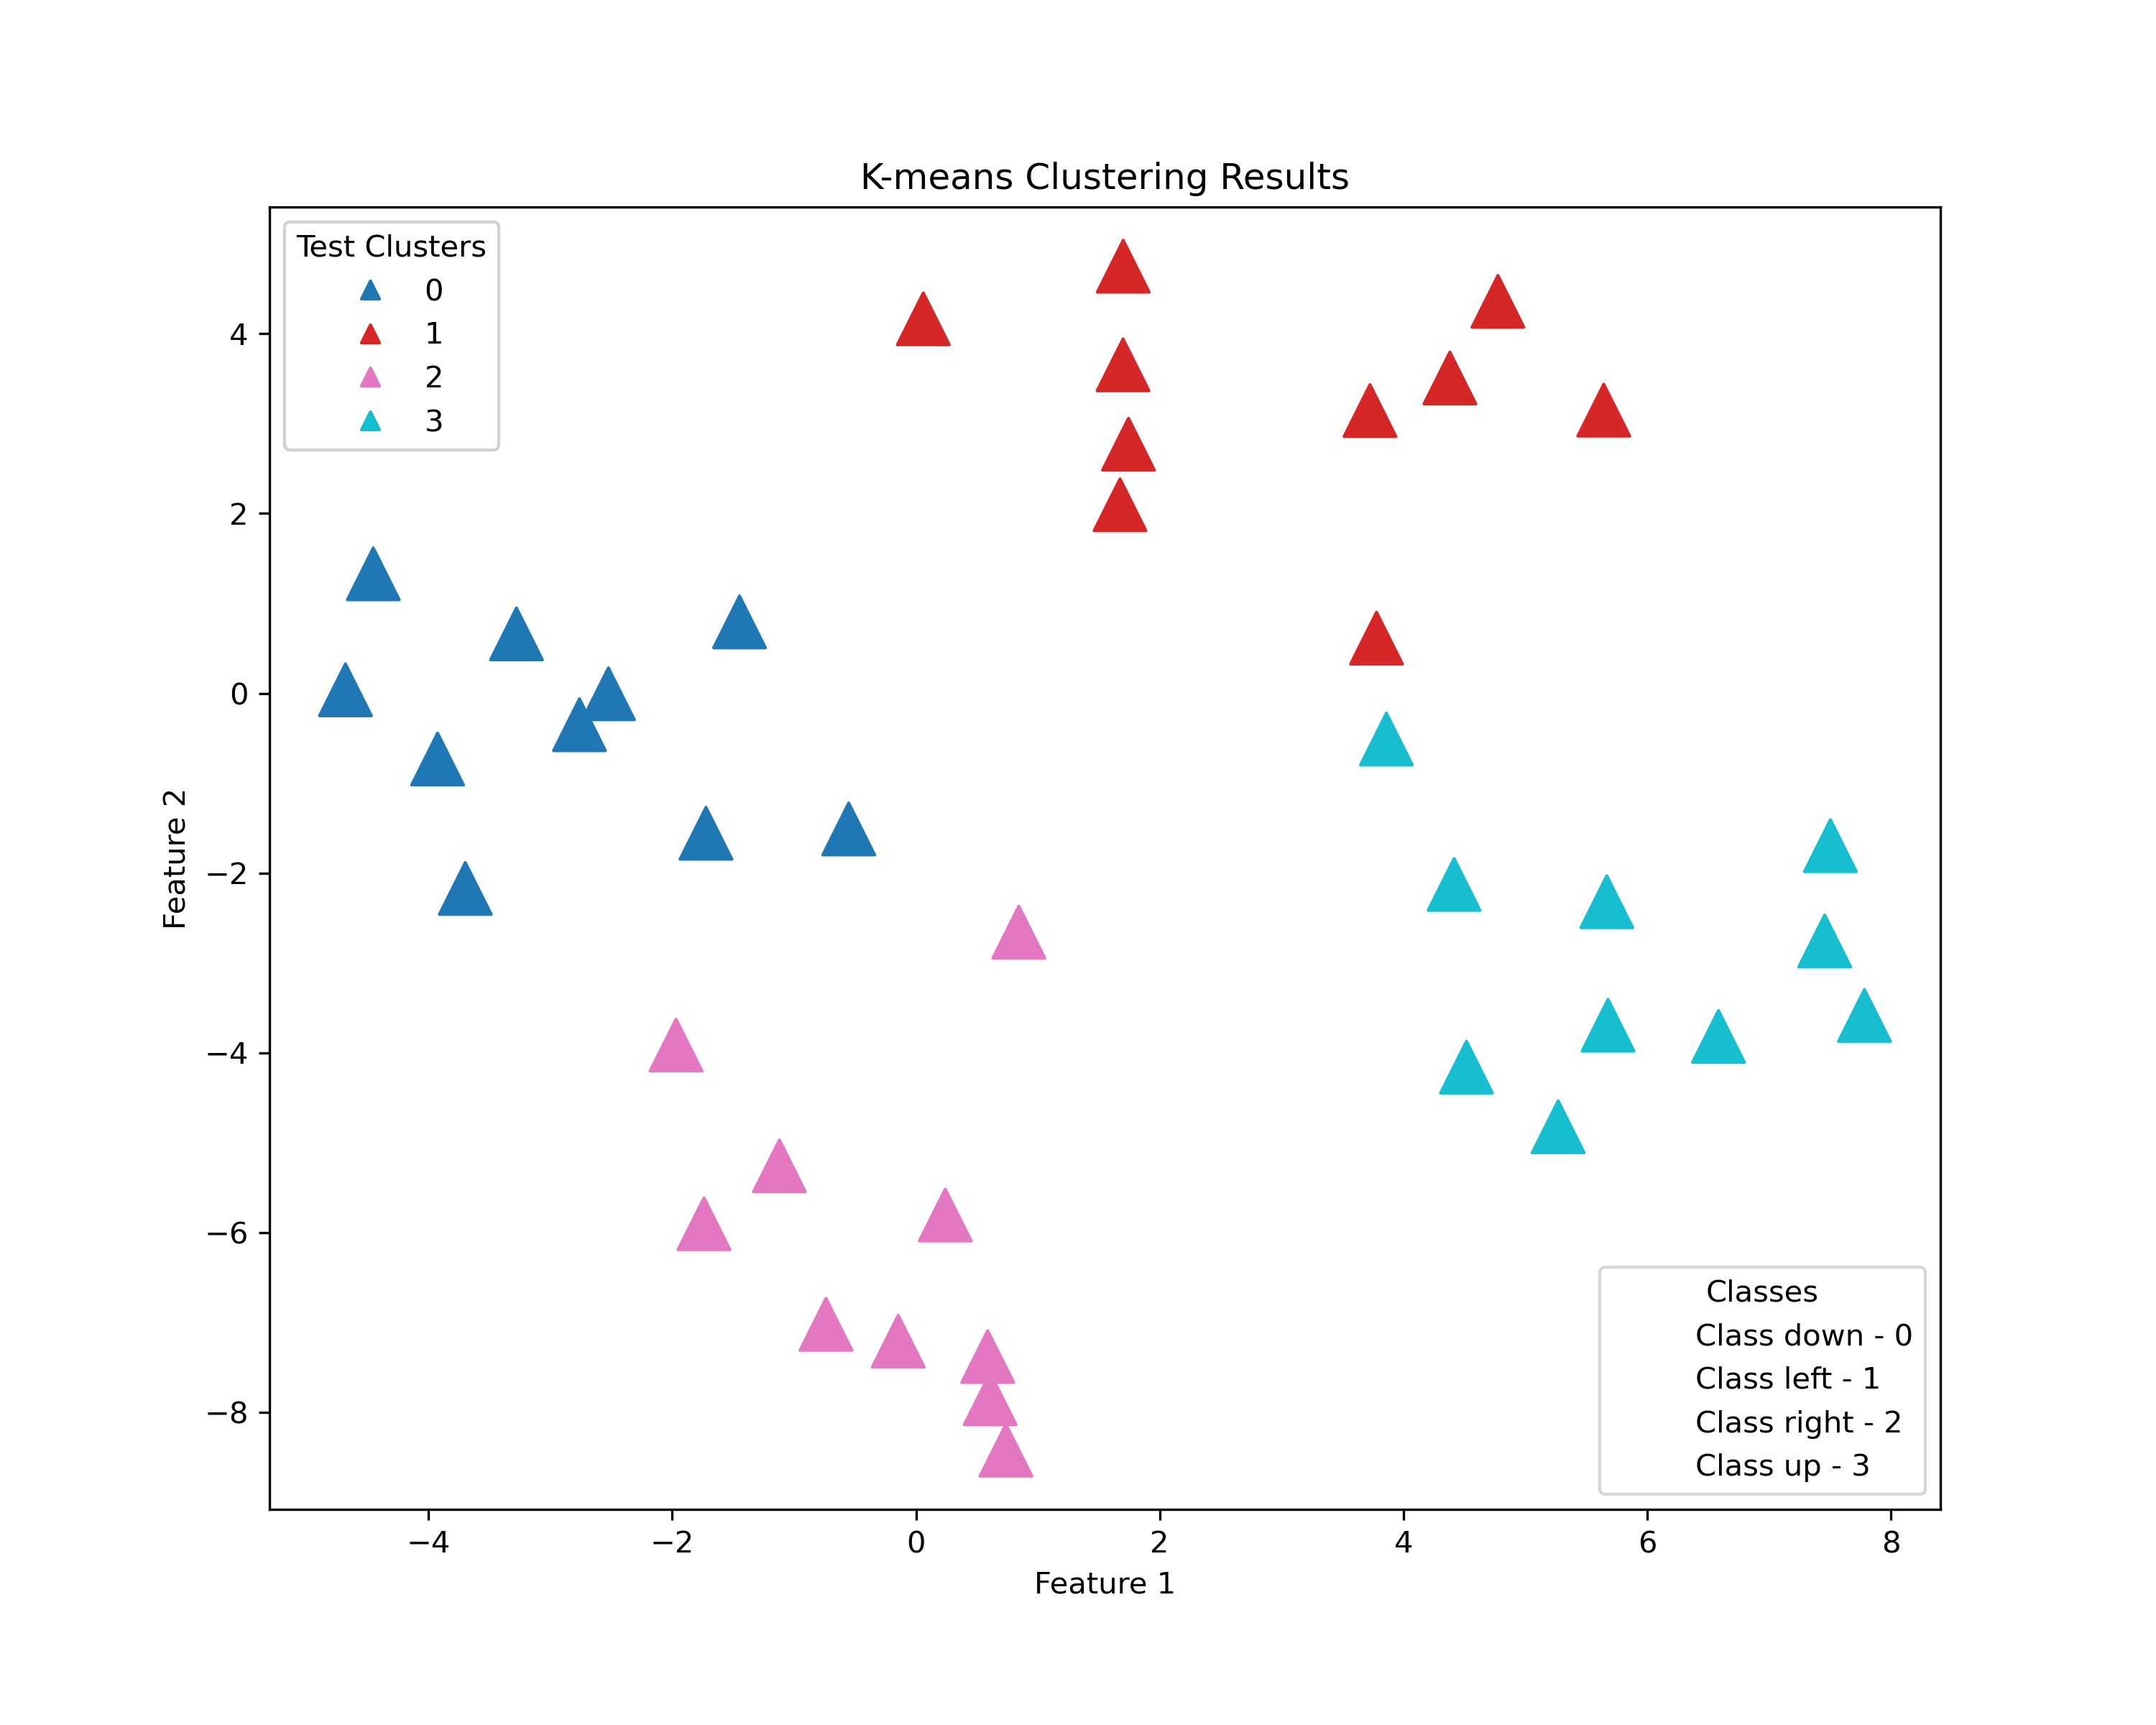 K-means Clustering Results
Test Clusters
0
1
2
3
4
2
0
−2
−4
−6
−8
Feature 2
Classes
Class down - 0
Class left - 1
Class right - 2
Class up - 3
−4
−2
0
2
4
6
8
Feature 1